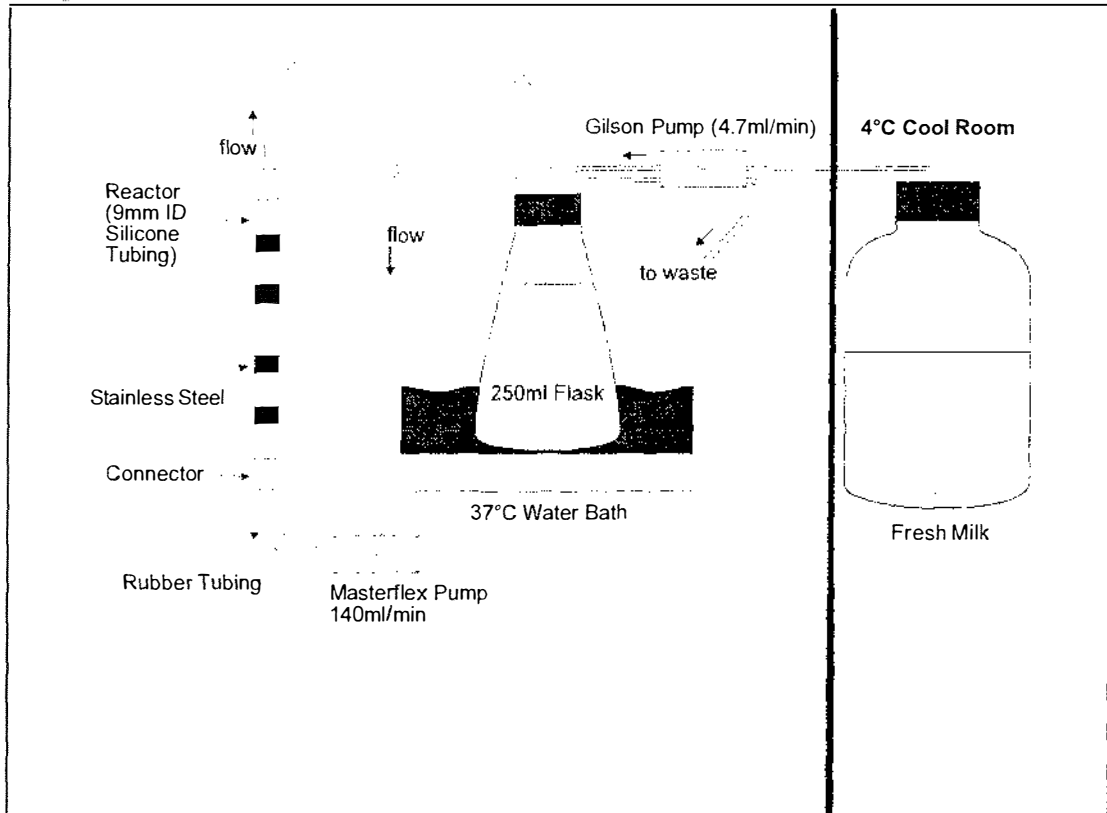 Gilson Pump (4.7ml/min)
4°C Cool Room
flow
Reactor
(9mm ID
Silicone
Tubing)
flow
to waste
250ml Flask
Stainless Steel
Connector
37°C Water Bath
Fresh Milk
Rubber Tubing
Masterflex Pump
140ml/min